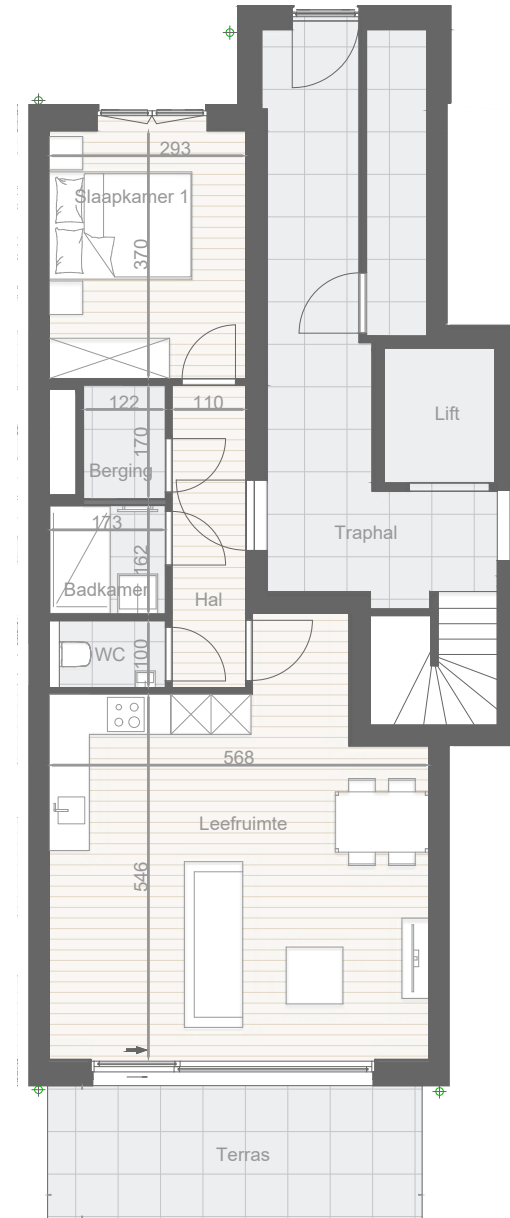 293
Slaapkamer 1
370
122
110
170
Berging
Lift
173
Traphal
162
Badkamer
Hal
WC
100
568
Leefruimte
546
Terras